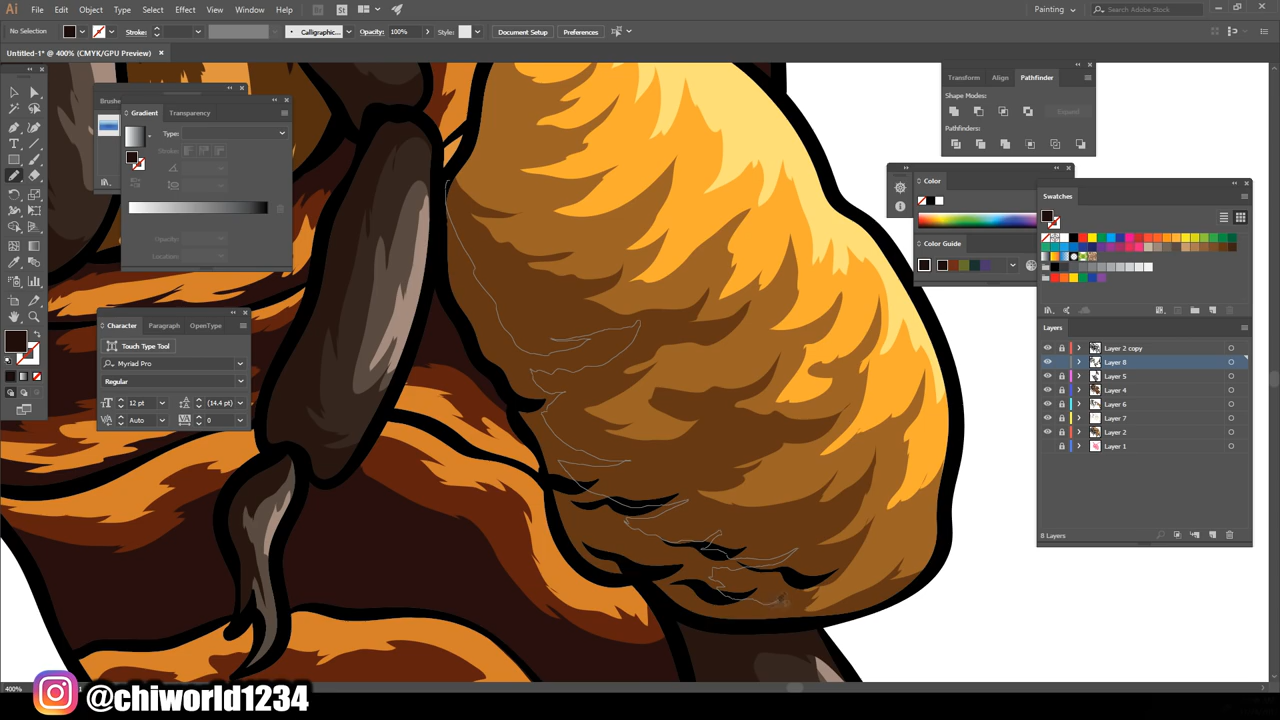 Ai File Edit Object Type Select Effect View Window Help Br St Painting Search Adobe Stock
No Selection Stroke: Calligraphic... Opacity: 100% Style: Document Setup Preferences
Untitled-1* @ 400% (CMYK/GPU Preview) ×
Brushe
Gradient Transparency
Type:
Stroke:
Opacity:
Location:
Transform Align Pathfinder
Shape Modes:
Expand
Pathfinders:
Color
Color Guide
Swatches
Character Paragraph OpenType
Touch Type Tool
Myriad Pro
Regular
12 pt (14.4 pt)
Auto 0
Layers
Layer 2 copy
Layer 8
Layer 5
Layer 4
Layer 6
Layer 7
Layer 2
Layer 1
8 Layers
400%
@chiworld1234